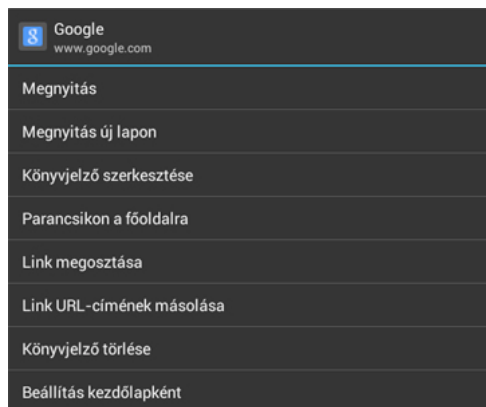 Google
www.google.com
Megnyitás
Megnyitás új lapon
Könyvjelző szerkesztése
Parancsikon a főoldalra
Link megosztása
Link URL-címének másolása
Könyvjelző törlése
Beállítás kezdőlapként